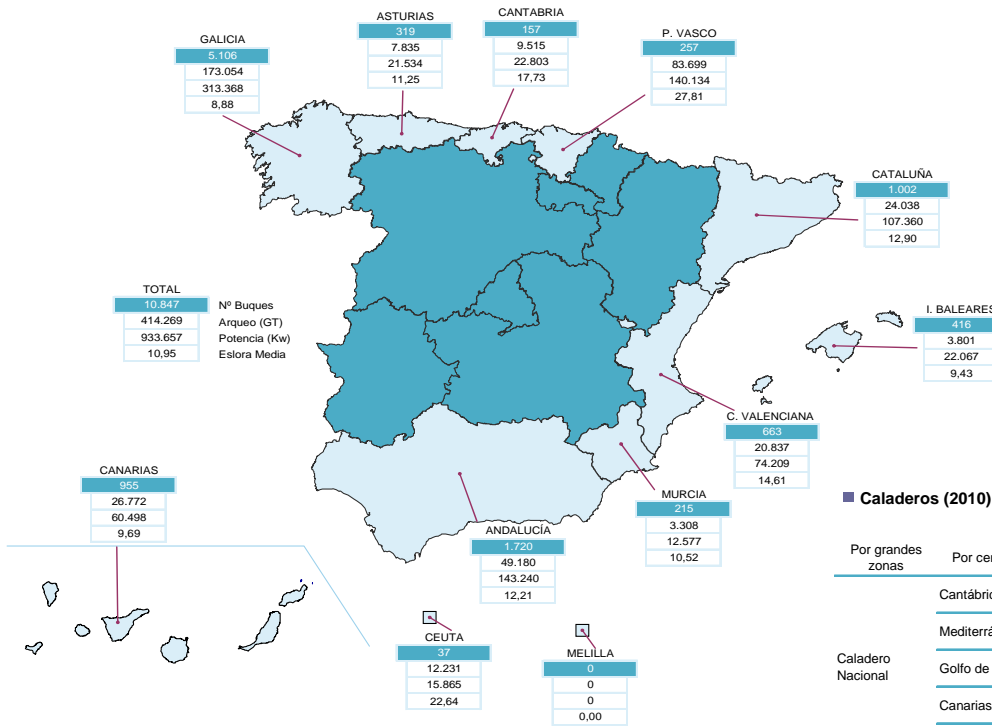 ASTURIAS
319
7.835
21.534
11,25
CANTABRIA
157
9.515
22.803
17,73
GALICIA
5.106
173.054
313.368
8,88
P. VASCO
257
83.699
140.134
27,81
CATALUÑA
1.002
24.038
107.360
12,90
TOTAL
10.847 Nº Buques
414.269 Arqueo (GT)
933.657 Potencia (Kw)
10,95 Eslora Media
I. BALEARES
416
3.801
22.067
9,43
C. VALENCIANA
663
20.837
74.209
14,61
CANARIAS
955
26.772
60.498
9,69
MURCIA
215
3.308
12.577
10,52
ANDALUCÍA
1.720
49.180
143.240
12,21
CEUTA
37
12.231
15.865
22,64
MELILLA
0
0
0
0,00
Caladeros (2010)
Por grandes
zonas
Por cer
Cantábric
Mediterrá
Caladero
Nacional
Golfo de
Canarias